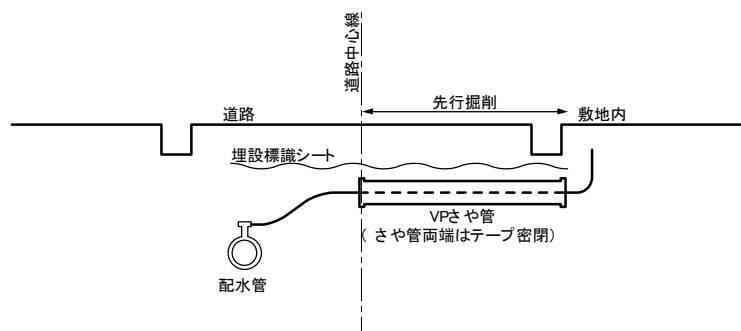 道路中心線
先行掘削
道路
敷地内
埋設標識シート
VPさや管
( さや管両端はテープ密閉)
配水管